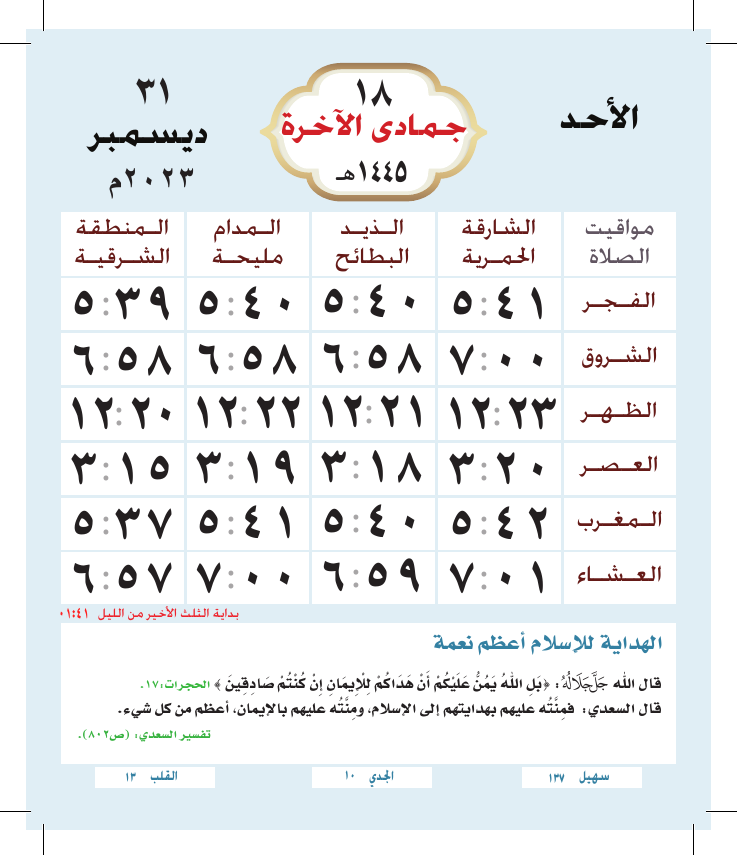 الأحد
١٨
جمادى الآخرة
١٤٤٥هـ
٣١
ديسمبر
٢٠٢٣م
مواقيت الصلاة | الشارقة الحمرية | الذيد البطائح | المدام مليحة | المنطقة الشرقية
الفجر ٥:٤١ ٥:٤٠ ٥:٤٠ ٥:٣٩
الشروق ٧:٠٠ ٦:٥٨ ٦:٥٨ ٦:٥٨
الظهر ١٢:٢٣ ١٢:٢١ ١٢:٢٢ ١٢:٢٠
العصر ٣:٢٠ ٣:١٨ ٣:١٩ ٣:١٥
المغرب ٥:٤٢ ٥:٤٠ ٥:٤١ ٥:٣٧
العشاء ٧:٠١ ٦:٥٩ ٧:٠٠ ٦:٥٧
بداية الثلث الأخير من الليل ٠١:٤١
الهداية للإسلام أعظم نعمة
قال الله جَلَّجَلَالُهُ: ﴿بَلِ اللهُ يَمُنُّ عَلَيْكُمْ أَنْ هَدَاكُمْ لِلْإِيمَانِ إِنْ كُنْتُمْ صَادِقِينَ﴾ الحجرات:١٧.
قال السعدي: فمِنَّتُه عليهم بهدايتهم إلى الإسلام، ومِنَّتُه عليهم بالإيمان، أعظم من كل شيء.
تفسير السعدي: (ص٨٠٢).
سهيل ١٣٧
الجدي ١٠
القلب ١٣